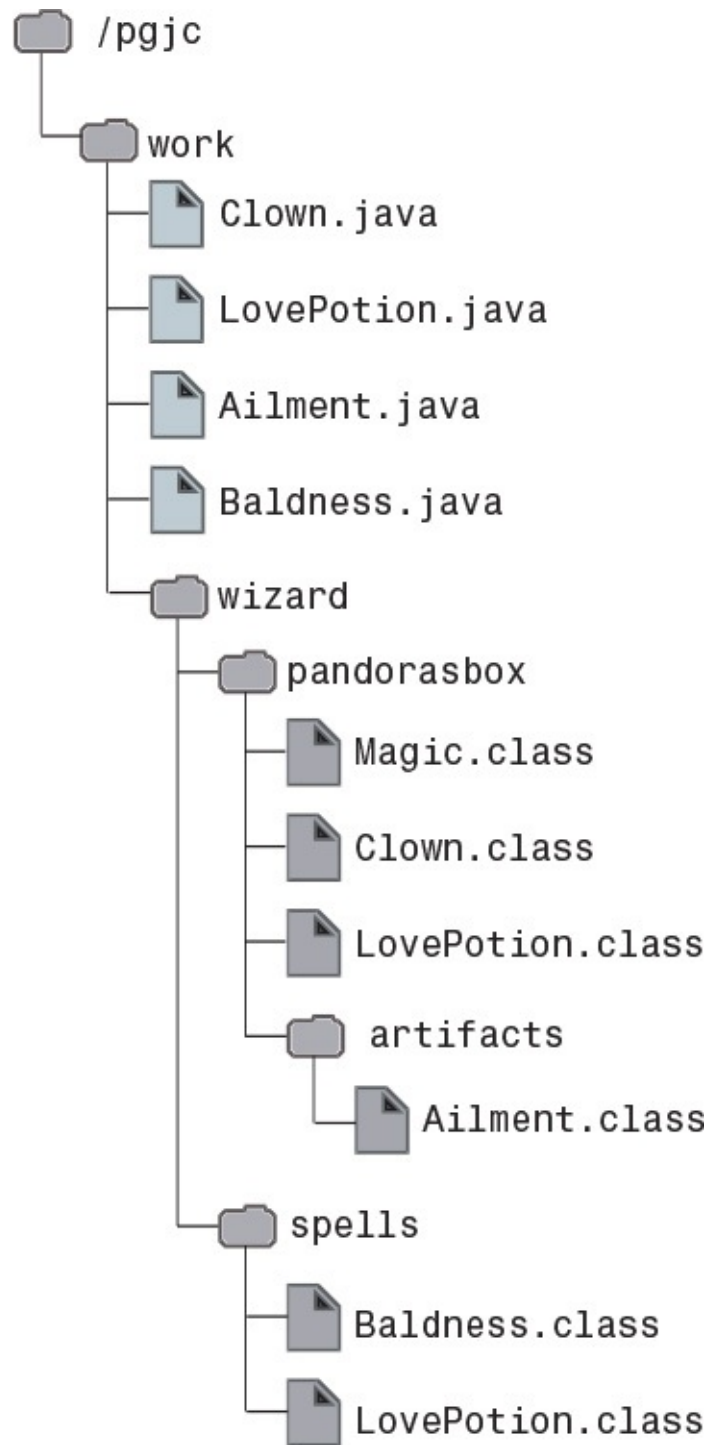 /pgjc
work
Clown.java
LovePotion.java
Ailment.java
Baldness.java
wizard
pandorasbox
Magic.class
Clown.class
LovePotion.class
artifacts
Ailment.class
spells
Baldness.class
LovePotion.class